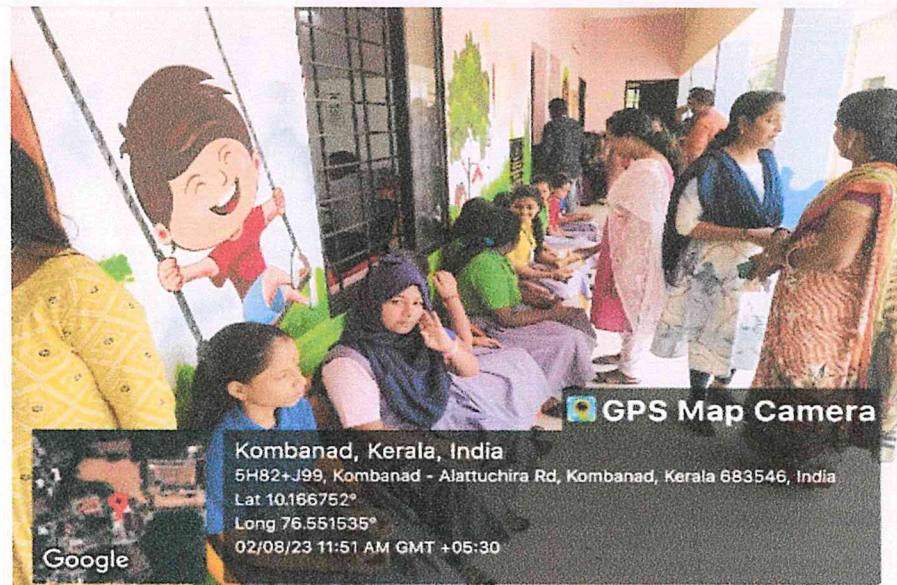 GPS Map Camera
Kombanad, Kerala, India
5H82+J99, Kombanad - Alattuchira Rd, Kombanad, Kerala 683546, India
Lat 10.166752°
Long 76.551535°
02/08/23 11:51 AM GMT +05:30
Google